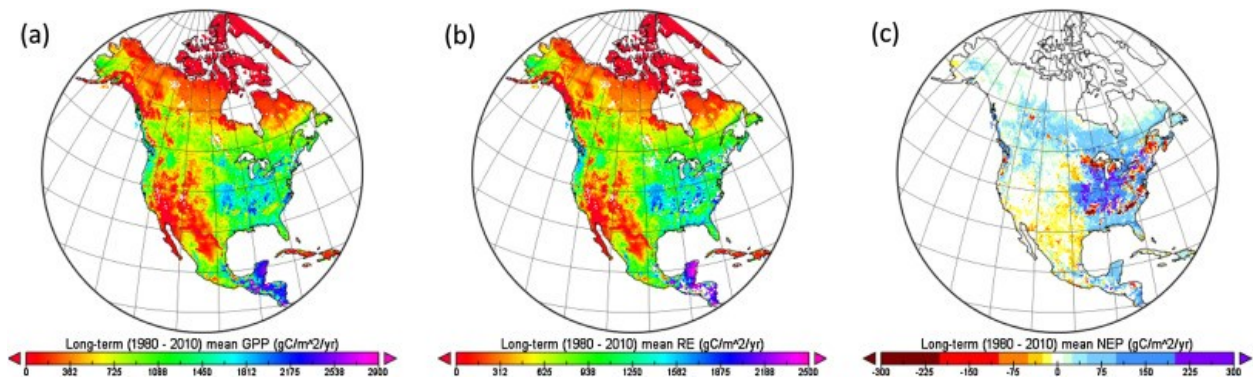 (a)
(b)
(c)
Long-term (1980 - 2010) mean GPP (gC/m^2/yr)
0 362 725 1088 1450 1812 2175 2538 2900
Long-term (1980 - 2010) mean RE (gC/m^2/yr)
0 312 625 938 1250 1562 1875 2188 2500
Long-term (1980 - 2010) mean NEP (gC/m^2/yr)
-300 -225 -150 -75 0 75 150 225 300